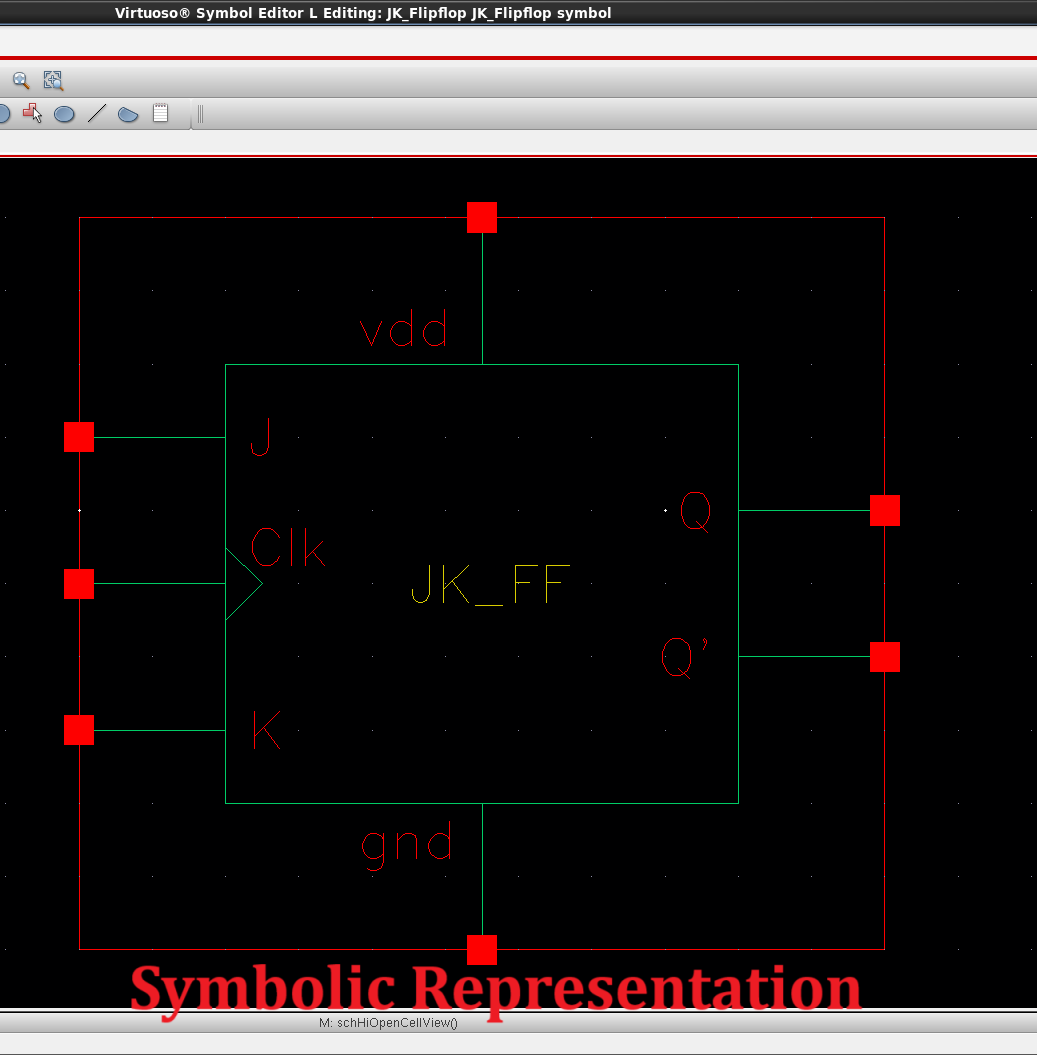 Virtuoso® Symbol Editor L Editing: JK_Flipflop JK_Flipflop symbol
vdd
J
Q
Clk
JK_FF
Q’
K
gnd
Symbolic Representation
M: schHiOpenCellView()